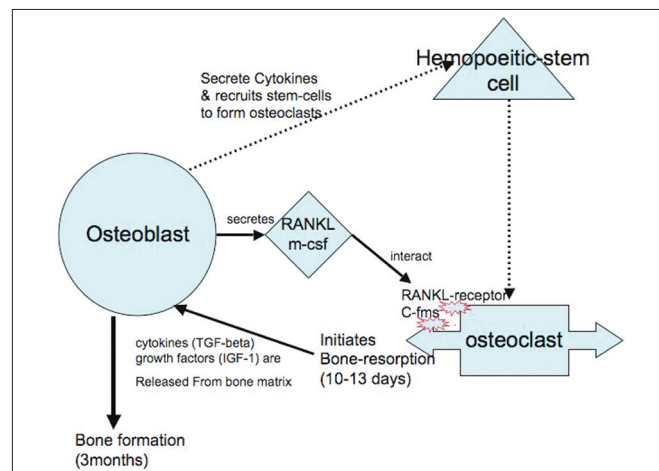 Hemopoeitic-stem
cell
Secrete Cytokines
& recruits stem-cells
to form osteoclasts
Osteoblast
secretes
RANKL
m-csf
interact
RANKL-receptor
C-fms
osteoclast
cytokines (TGF-beta)
growth factors (IGF-1) are
Released From bone matrix
Initiates
Bone-resorption
(10-13 days)
Bone formation
(3months)